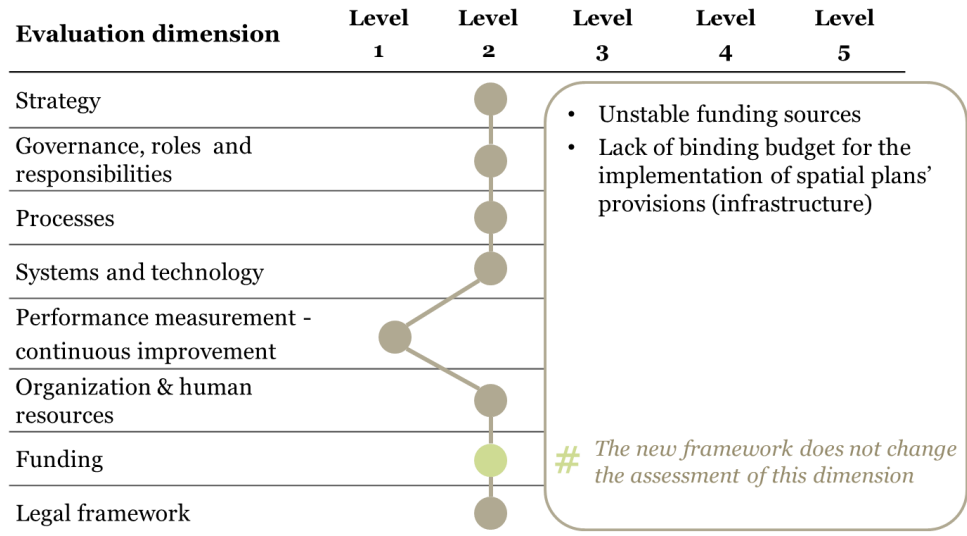 Evaluation dimension
Level 1
Level 2
Level 3
Level 4
Level 5
Strategy
Governance, roles and
responsibilities
Processes
Systems and technology
Performance measurement -
continuous improvement
Organization & human
resources
Funding
Legal framework
• Unstable funding sources
• Lack of binding budget for the
implementation of spatial plans’
provisions (infrastructure)
# The new framework does not change
the assessment of this dimension